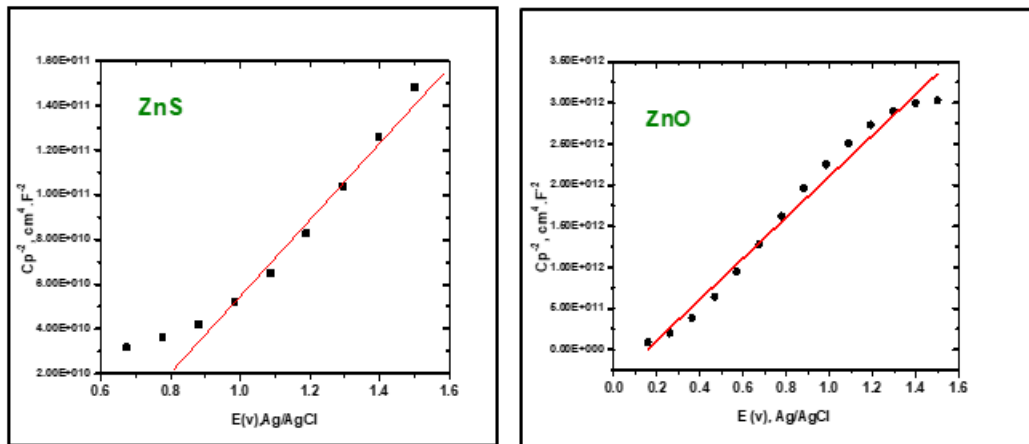 ZnS
Cp⁻², cm⁴.F⁻²
1.60E+011
1.40E+011
1.20E+011
1.00E+011
8.00E+010
6.00E+010
4.00E+010
2.00E+010
0.6 0.8 1.0 1.2 1.4 1.6
E(v),Ag/AgCl
ZnO
Cp⁻², cm⁴.F⁻²
3.50E+012
3.00E+012
2.50E+012
2.00E+012
1.50E+012
1.00E+012
5.00E+011
0.00E+000
0.0 0.2 0.4 0.6 0.8 1.0 1.2 1.4 1.6
E (v), Ag/AgCl